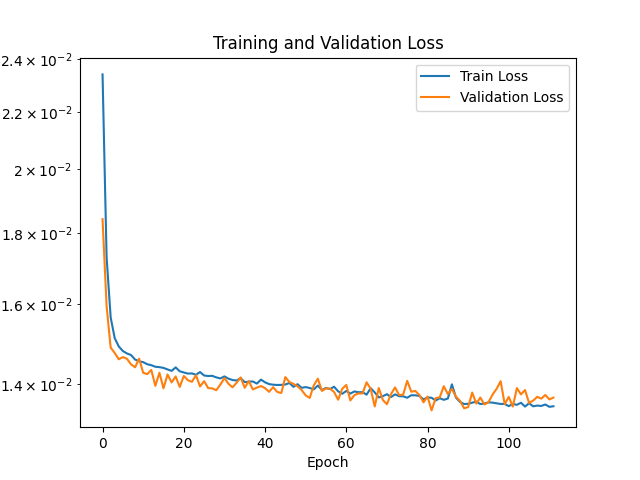 Training and Validation Loss
2.4 × 10⁻²
2.2 × 10⁻²
2 × 10⁻²
1.8 × 10⁻²
1.6 × 10⁻²
1.4 × 10⁻²
Train Loss
Validation Loss
0 20 40 60 80 100
Epoch